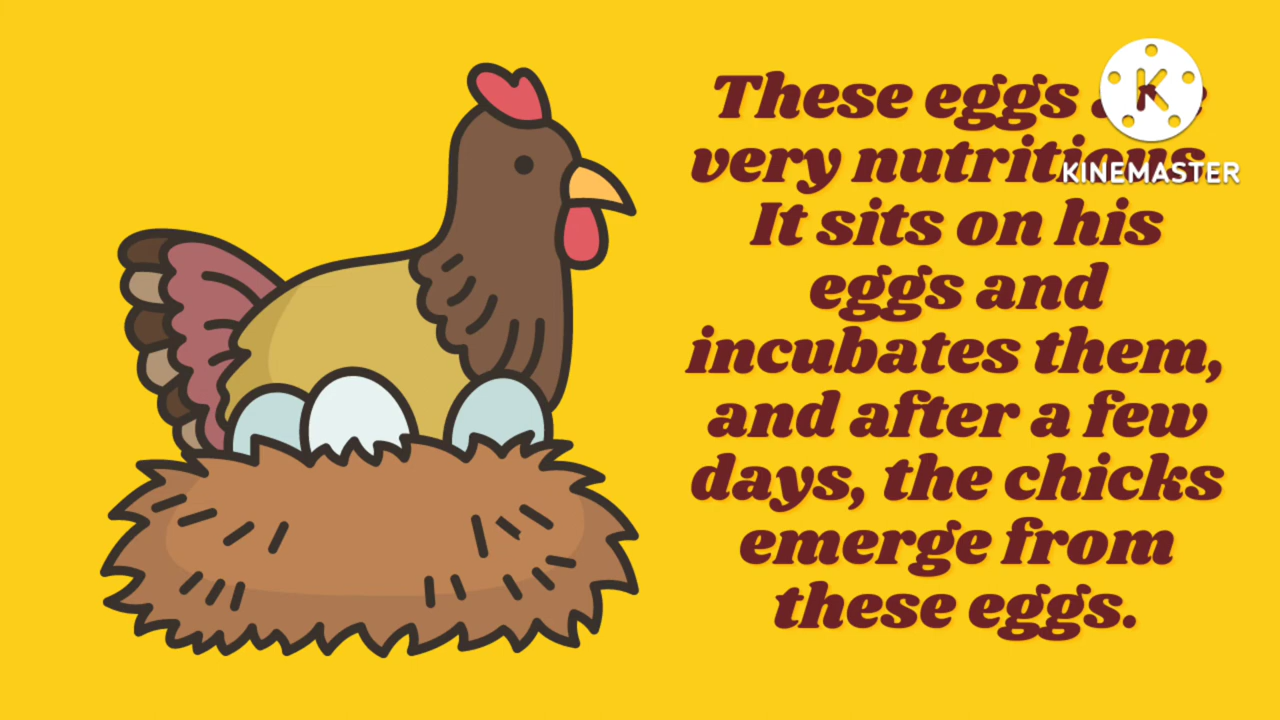 These eggs
very nutritious
It sits on his
eggs and
incubates them,
and after a few
days, the chicks
emerge from
these eggs.
K
KINEMASTER